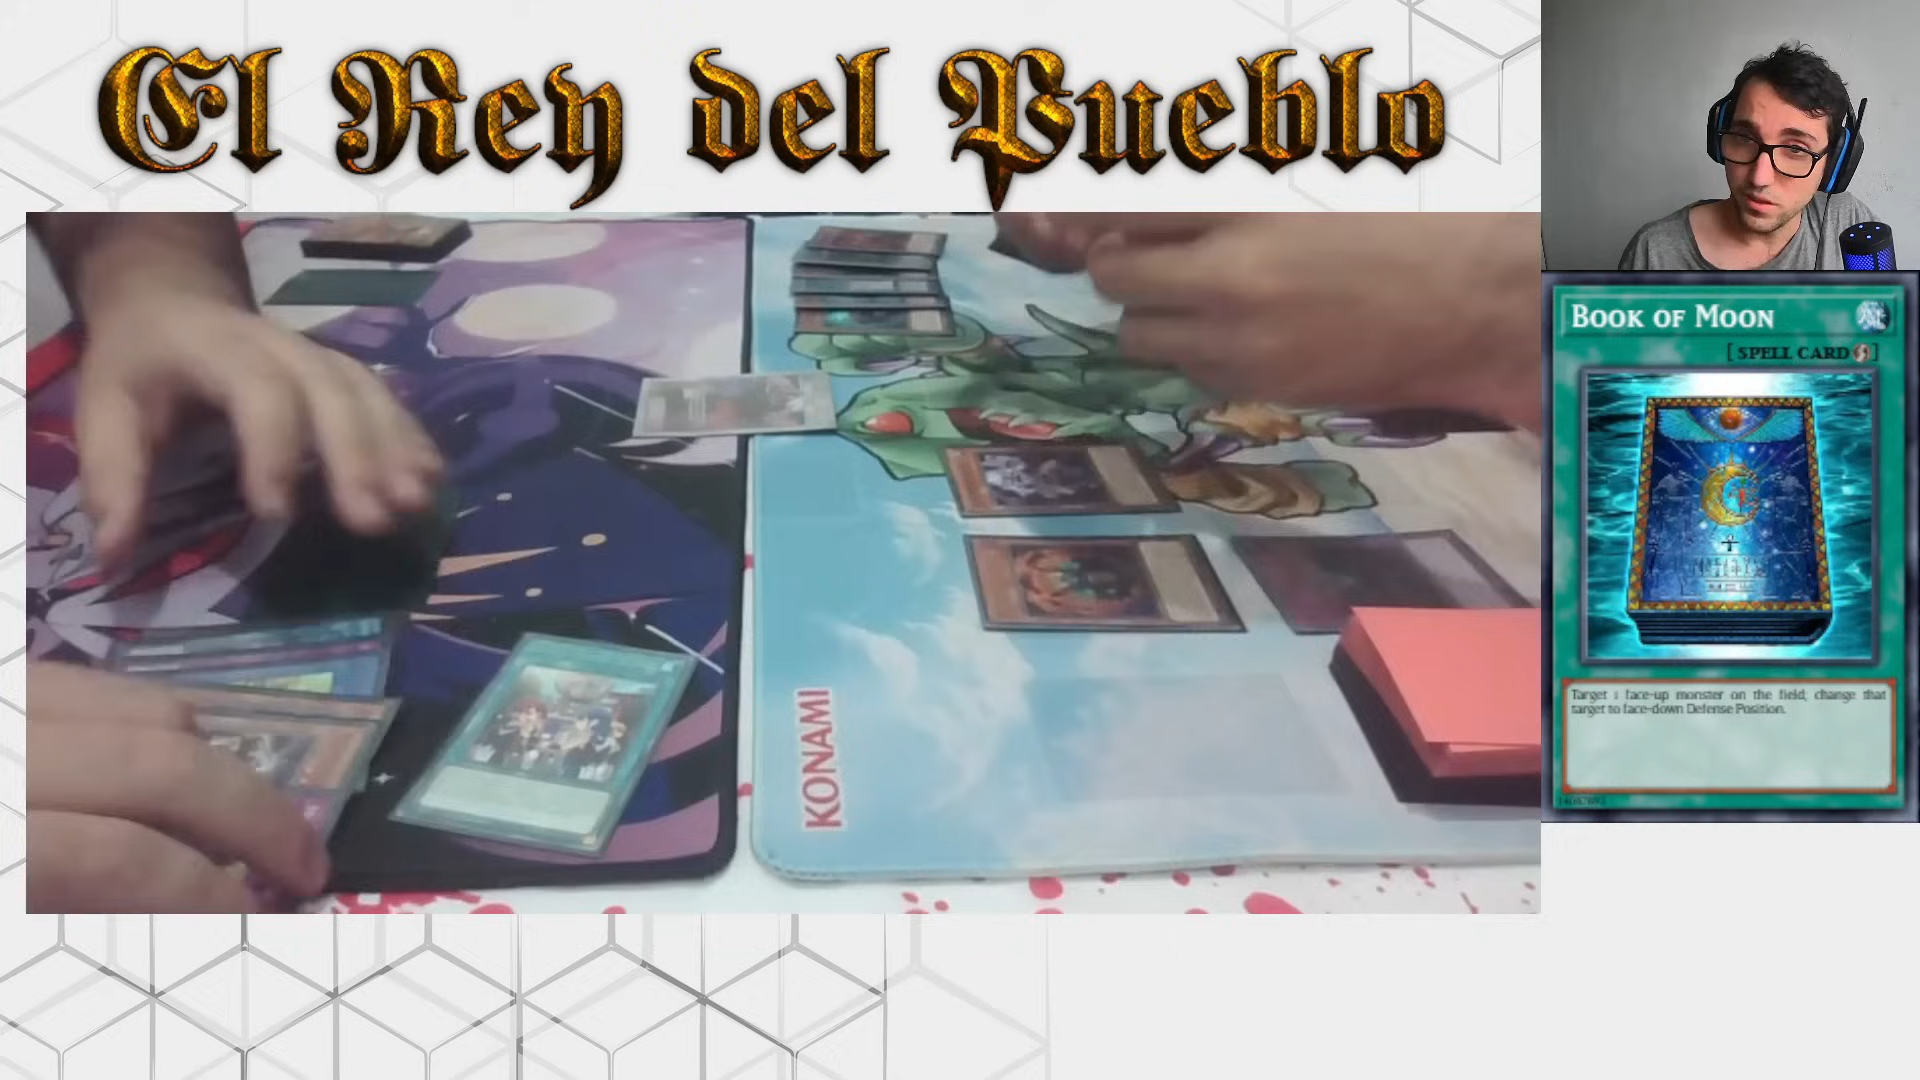 El Rey del Pueblo
BOOK OF MOON
[ SPELL CARD ]
Target 1 face-up monster on the field; change that
target to face-down Defense Position.
KONAMI